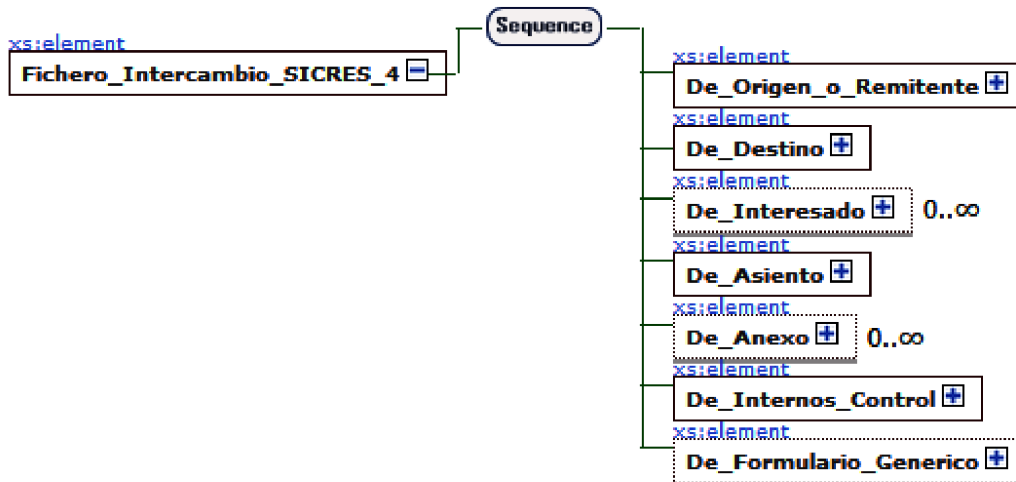 Sequence
xs:element
Fichero_Intercambio_SICRES_4
xs:element
De_Origen_o_Remitente
xs:element
De_Destino
xs:element
De_Interesado 0..∞
xs:element
De_Asiento
xs:element
De_Anexo 0..∞
xs:element
De_Internos_Control
xs:element
De_Formulario_Generico